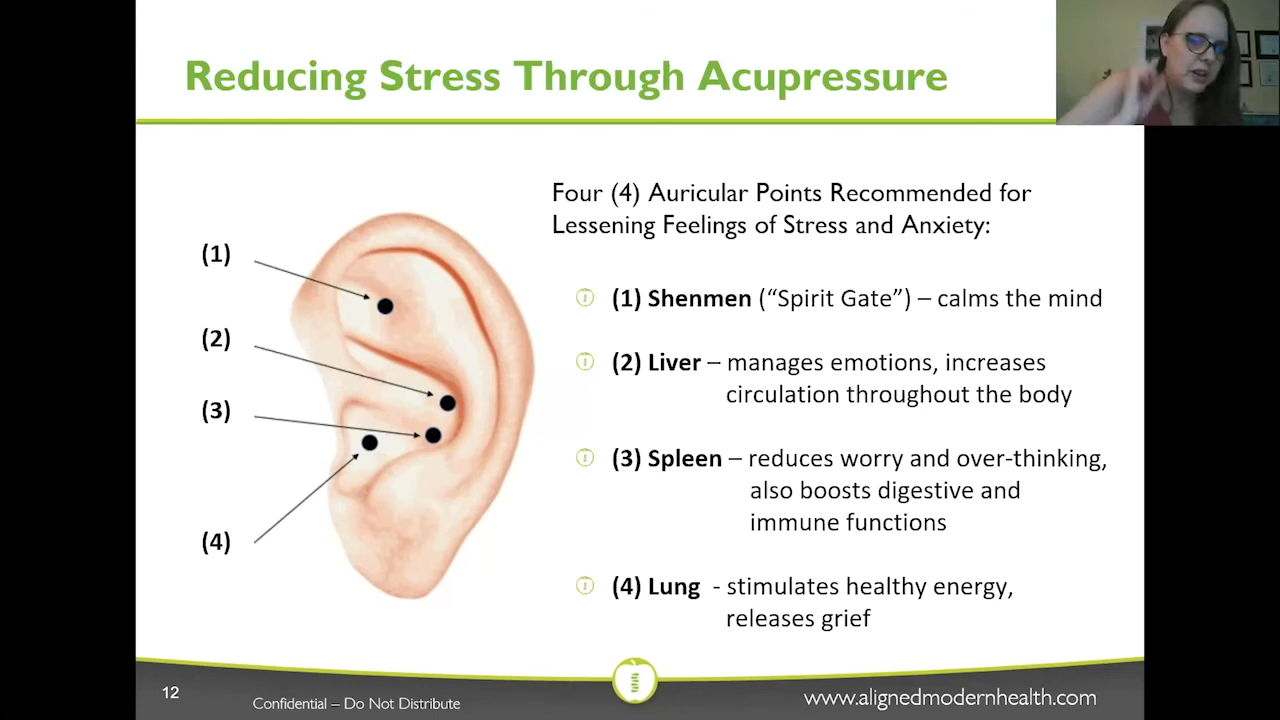 Reducing Stress Through Acupressure
Four (4) Auricular Points Recommended for
Lessening Feelings of Stress and Anxiety:
(1)
(2)
(3)
(4)
(1) Shenmen (“Spirit Gate”) – calms the mind
(2) Liver – manages emotions, increases
circulation throughout the body
(3) Spleen – reduces worry and over-thinking,
also boosts digestive and
immune functions
(4) Lung - stimulates healthy energy,
releases grief
12
Confidential – Do Not Distribute
www.alignedmodernhealth.com